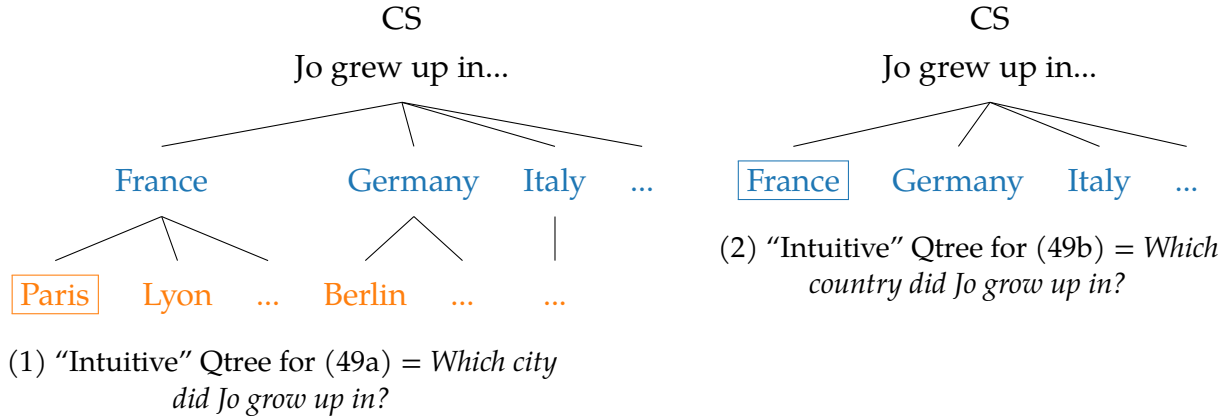 CS
Jo grew up in...
France Germany Italy ...
Paris Lyon ... Berlin ... ...
(1) “Intuitive” Qtree for (49a) = Which city
did Jo grow up in?
CS
Jo grew up in...
France Germany Italy ...
(2) “Intuitive” Qtree for (49b) = Which
country did Jo grow up in?